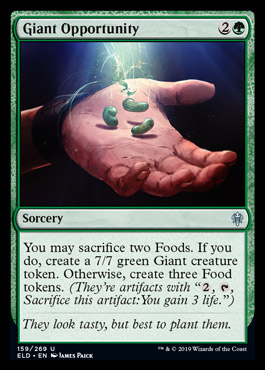 Giant Opportunity 2
Sorcery
You may sacrifice two Foods. If you
do, create a 7/7 green Giant creature
token. Otherwise, create three Food
tokens. (They're artifacts with “2, T,
Sacrifice this artifact:You gain 3 life.”)
They look tasty, but best to plant them.
159/269 U
ELD • EN JAMES PAICK
™ & © 2019 Wizards of the Coast